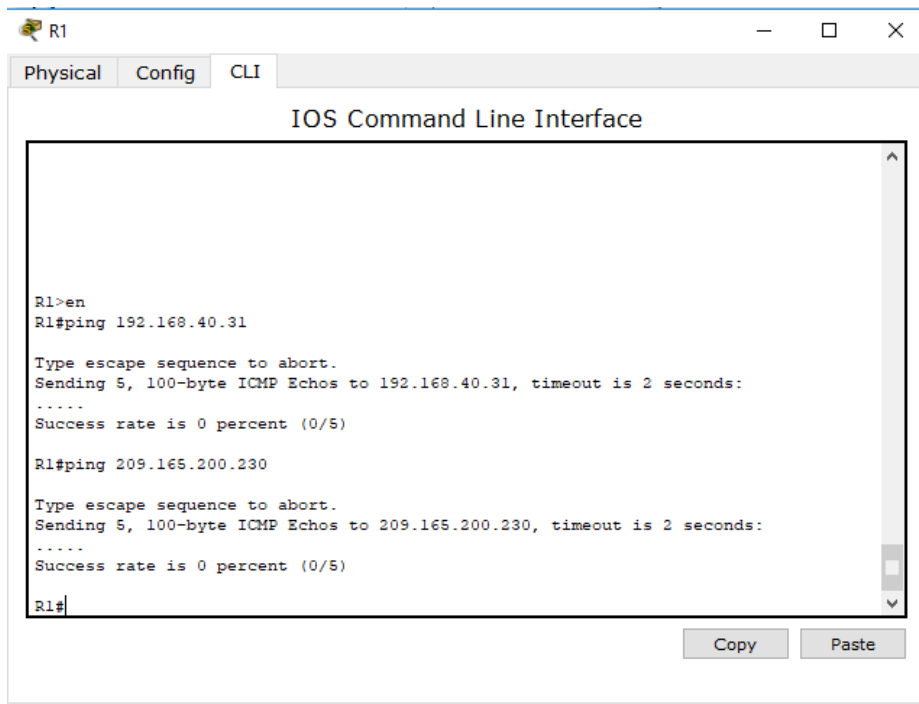 R1
Physical Config CLI
IOS Command Line Interface
R1>en
R1#ping 192.168.40.31
Type escape sequence to abort.
Sending 5, 100-byte ICMP Echos to 192.168.40.31, timeout is 2 seconds:
.....
Success rate is 0 percent (0/5)
R1#ping 209.165.200.230
Type escape sequence to abort.
Sending 5, 100-byte ICMP Echos to 209.165.200.230, timeout is 2 seconds:
.....
Success rate is 0 percent (0/5)
R1#
Copy Paste